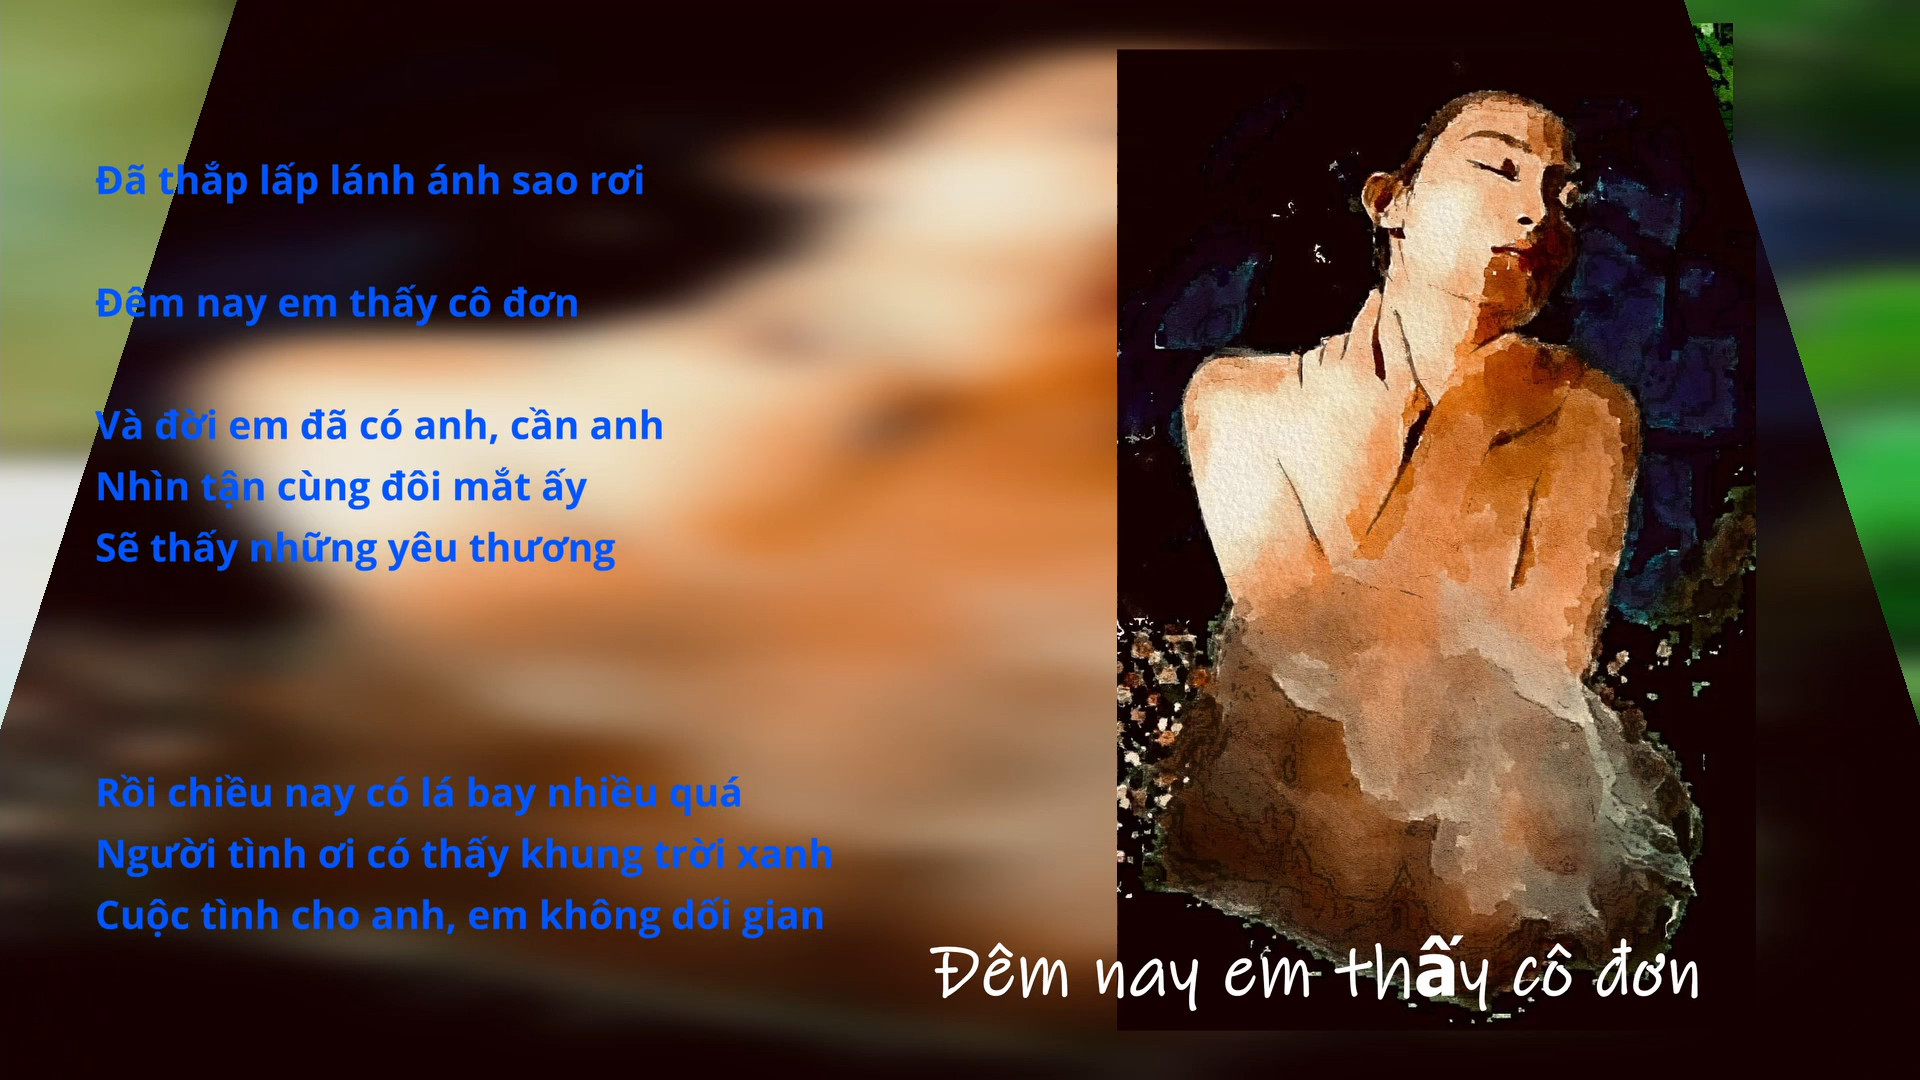 Đã thắp lấp lánh ánh sao rơi
Đêm nay em thấy cô đơn
Và đời em đã có anh, cần anh
Nhìn tận cùng đôi mắt ấy
Sẽ thấy những yêu thương
Rồi chiều nay có lá bay nhiều quá
Người tình ơi có thấy khung trời xanh
Cuộc tình cho anh, em không dối gian
Đêm nay em thấy cô đơn